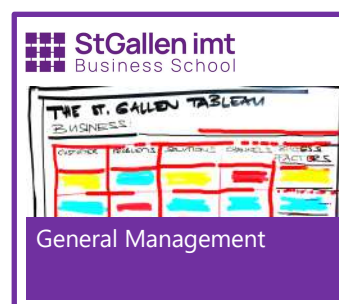 StGallen imt
Business School
THE ST. GALLEN TABLEAU
BUSINESS:
CUSTOMER PROBLEMS SOLUTIONS CHANNELS SUCCESS
FACTORS
General Management